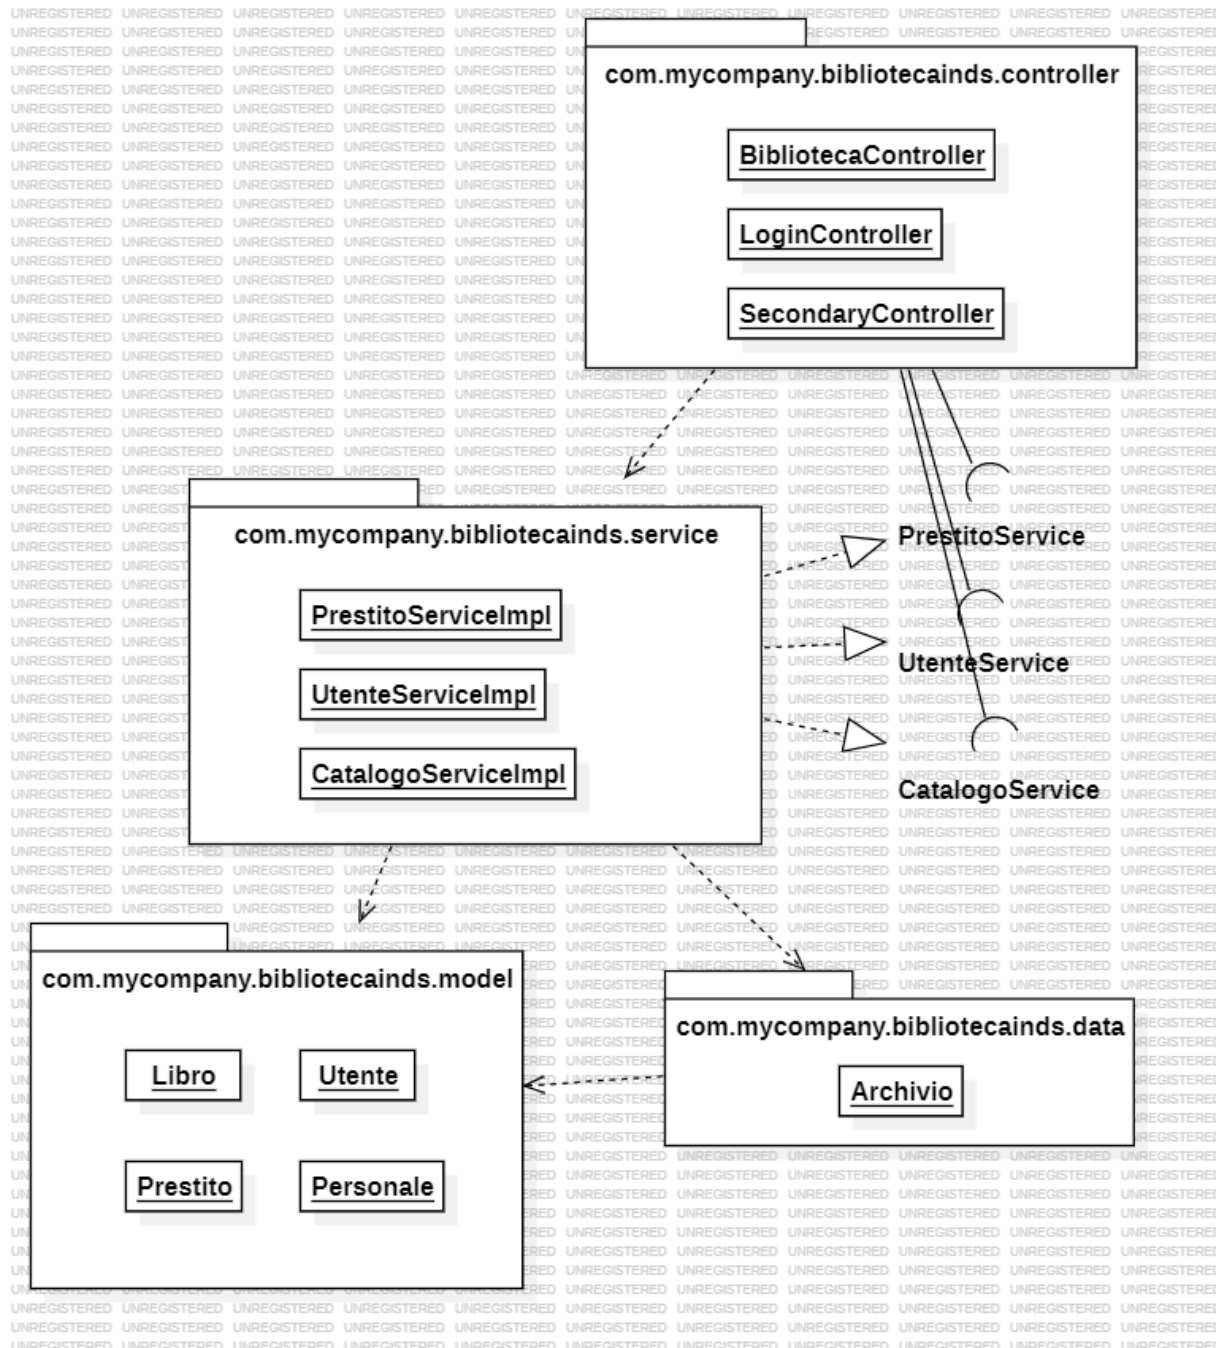 com.mycompany.bibliotecainds.controller
BibliotecaController
LoginController
SecondaryController
com.mycompany.bibliotecainds.service
PrestitoServiceImpl
UtenteServiceImpl
CatalogoServiceImpl
PrestitoService
UtenteService
CatalogoService
com.mycompany.bibliotecainds.model
Libro
Utente
Prestito
Personale
com.mycompany.bibliotecainds.data
Archivio
UNREGISTERED